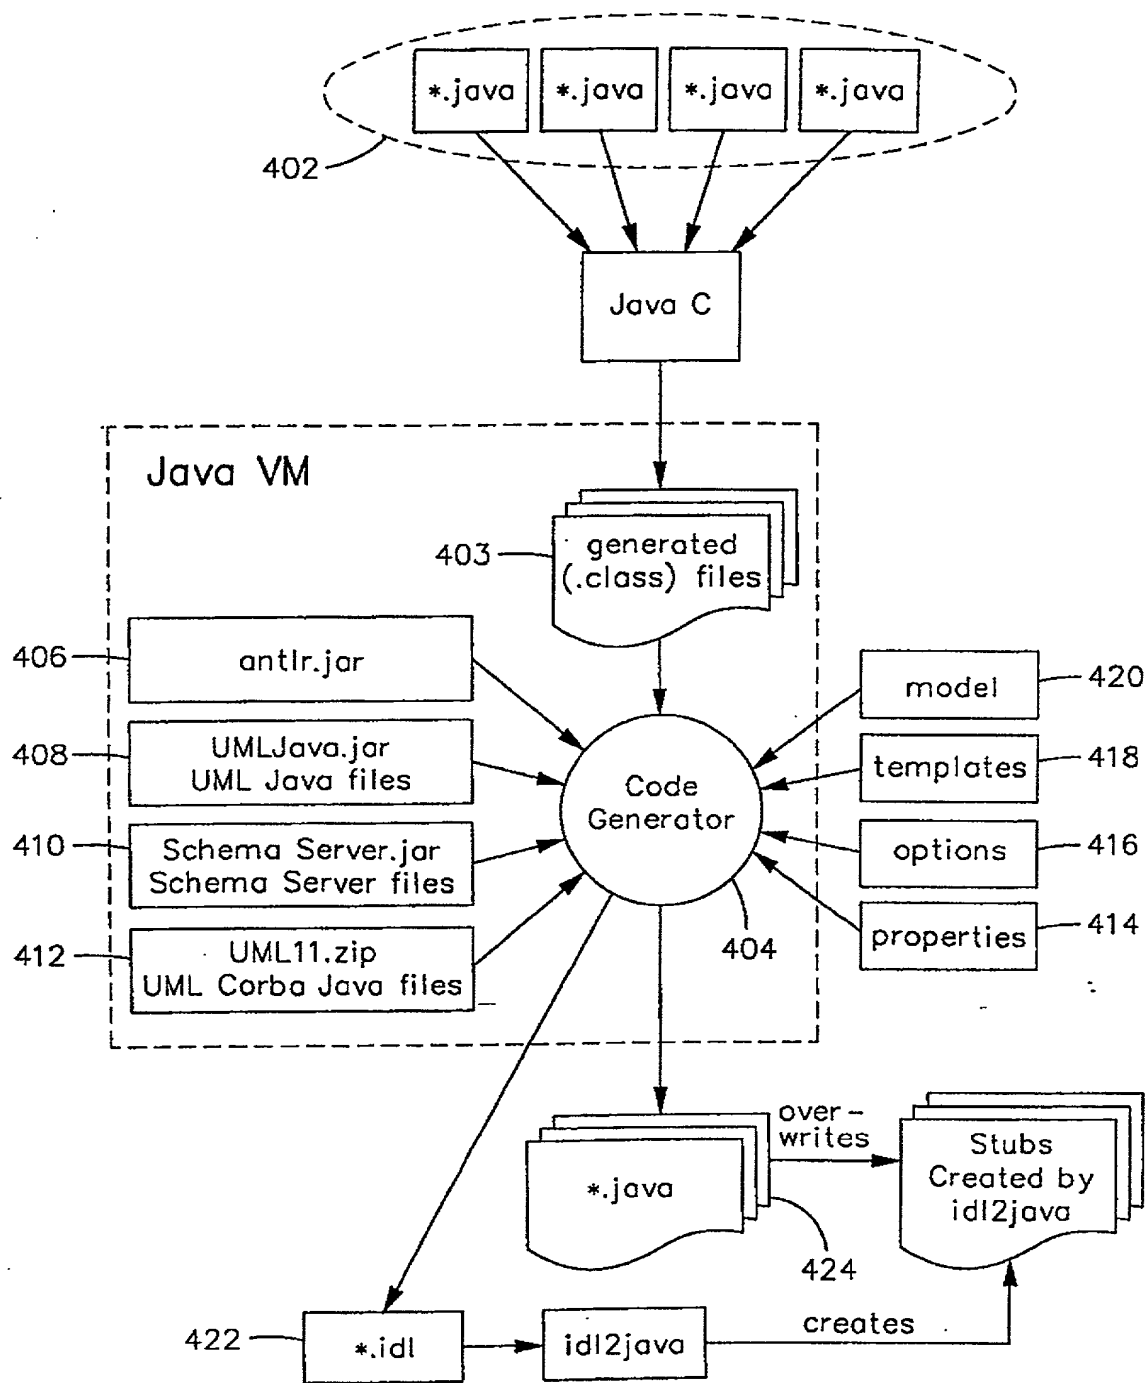 *.java
*.java
*.java
*.java
402
Java C
Java VM
403
generated
(.class) files
406
antlr.jar
408
UMLJava.jar
UML Java files
410
Schema Server.jar
Schema Server files
412
UML11.zip
UML Corba Java files
Code
Generator
404
model
420
templates
418
options
416
properties
414
*.java
424
over-
writes
Stubs
Created by
idl2java
422
*.idl
idl2java
creates